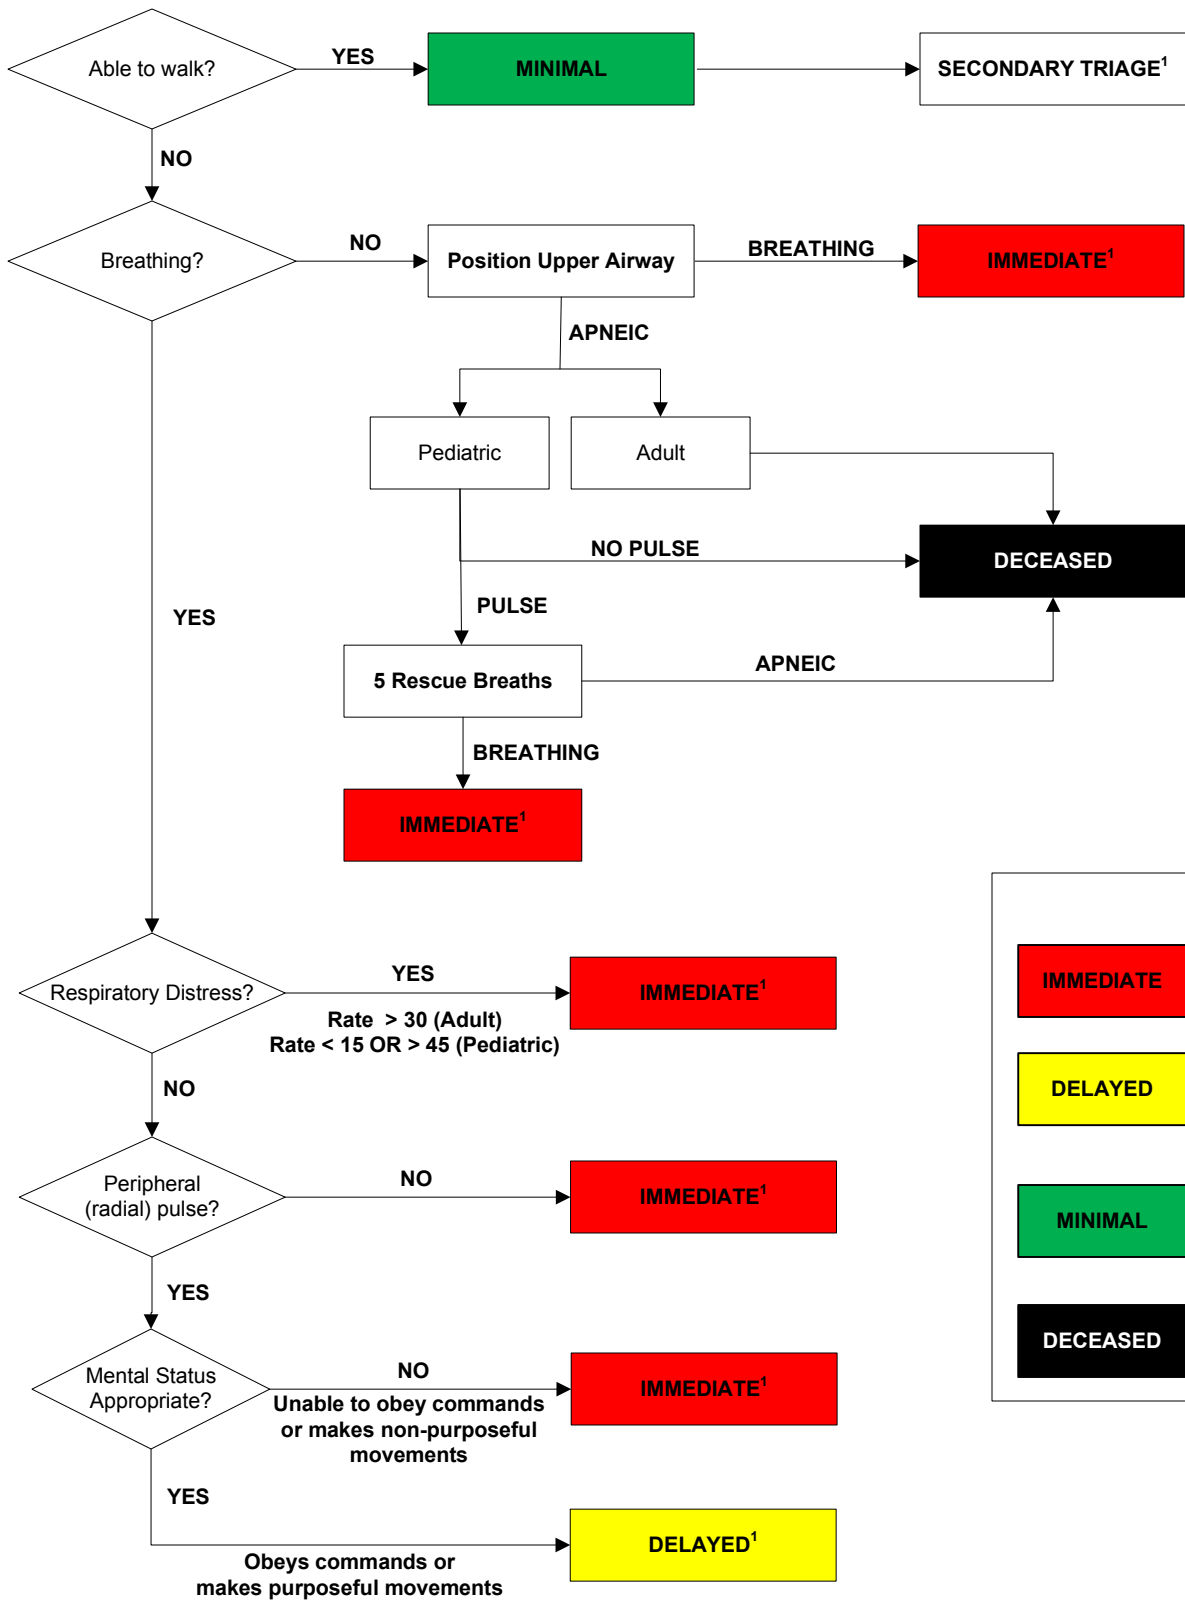 Able to walk?
YES
MINIMAL
SECONDARY TRIAGE¹
NO
Breathing?
NO
Position Upper Airway
BREATHING
IMMEDIATE¹
APNEIC
Pediatric
Adult
NO PULSE
DECEASED
PULSE
YES
5 Rescue Breaths
APNEIC
BREATHING
IMMEDIATE¹
Respiratory Distress?
YES
Rate > 30 (Adult)
Rate < 15 OR > 45 (Pediatric)
IMMEDIATE¹
NO
Peripheral
(radial) pulse?
NO
IMMEDIATE¹
YES
Mental Status
Appropriate?
NO
Unable to obey commands
or makes non-purposeful
movements
IMMEDIATE¹
YES
Obeys commands or
makes purposeful movements
DELAYED¹
IMMEDIATE
DELAYED
MINIMAL
DECEASED